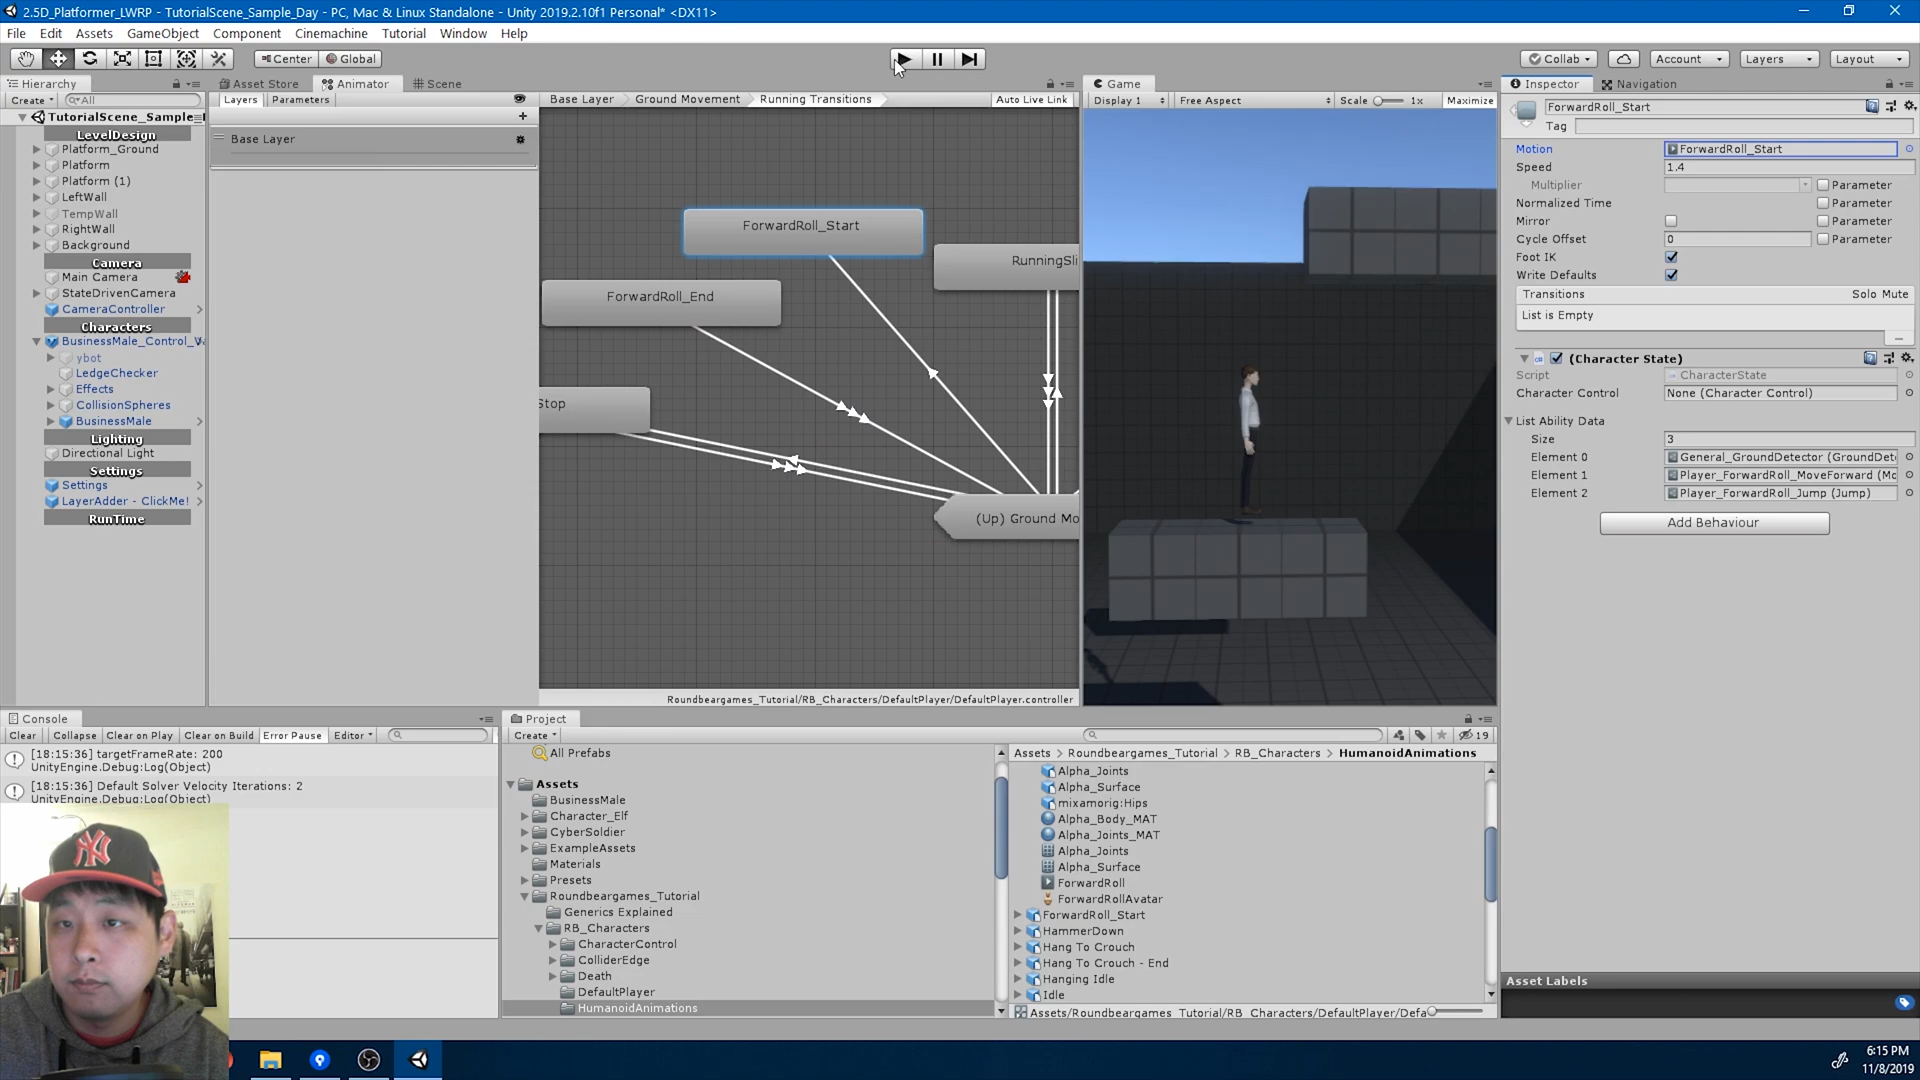 2.5D_Platformer_LWRP - TutorialScene_Sample_Day - PC, Mac & Linux Standalone - Unity 2019.2.10f1 Personal* <DX11>
File Edit Assets GameObject Component Cinemachine Tutorial Window Help
Center Global Collab Account Layers Layout
Hierarchy
Create All
TutorialScene_Sample
LevelDesign
Platform_Ground
Platform
Platform (1)
LeftWall
TempWall
RightWall
Background
Camera
Main Camera
StateDrivenCamera
CameraController
Characters
BusinessMale_Control_Va
ybot
LedgeChecker
Effects
CollisionSpheres
BusinessMale
Lighting
Directional Light
Settings
Settings
LayerAdder - ClickMe!
RunTime
Asset Store Animator Scene
Layers Parameters
Base Layer
Base Layer Ground Movement Running Transitions Auto Live Link
ForwardRoll_Start
RunningSli
ForwardRoll_End
Stop
(Up) Ground Mo
Roundbeargames_Tutorial/RB_Characters/DefaultPlayer/DefaultPlayer.controller
Game
Display 1 Free Aspect Scale 1x Maximize
Inspector Navigation
ForwardRoll_Start
Tag
Motion ForwardRoll_Start
Speed 1.4
Multiplier Parameter
Normalized Time Parameter
Mirror Parameter
Cycle Offset 0 Parameter
Foot IK
Write Defaults
Transitions Solo Mute
List is Empty
(Character State)
Script CharacterState
Character Control None (Character Control)
List Ability Data
Size 3
Element 0 General_GroundDetector (GroundDet
Element 1 Player_ForwardRoll_MoveForward (Mo
Element 2 Player_ForwardRoll_Jump (Jump)
Add Behaviour
Asset Labels
Console
Clear Collapse Clear on Play Clear on Build Error Pause Editor
[18:15:36] targetFrameRate: 200
UnityEngine.Debug:Log(Object)
[18:15:36] Default Solver Velocity Iterations: 2
UnityEngine.Debug:Log(Object)
Project
Create 19
All Prefabs
Assets
BusinessMale
Character_Elf
CyberSoldier
ExampleAssets
Materials
Presets
Roundbeargames_Tutorial
Generics Explained
RB_Characters
CharacterControl
ColliderEdge
Death
DefaultPlayer
HumanoidAnimations
Assets > Roundbeargames_Tutorial > RB_Characters > HumanoidAnimations
Alpha_Joints
Alpha_Surface
mixamorig:Hips
Alpha_Body_MAT
Alpha_Joints_MAT
Alpha_Joints
Alpha_Surface
ForwardRoll
ForwardRollAvatar
ForwardRoll_Start
HammerDown
Hang To Crouch
Hang To Crouch - End
Hanging Idle
Idle
Assets/Roundbeargames_Tutorial/RB_Characters/DefaultPlayer/Defa
NY
6:15 PM
11/8/2019